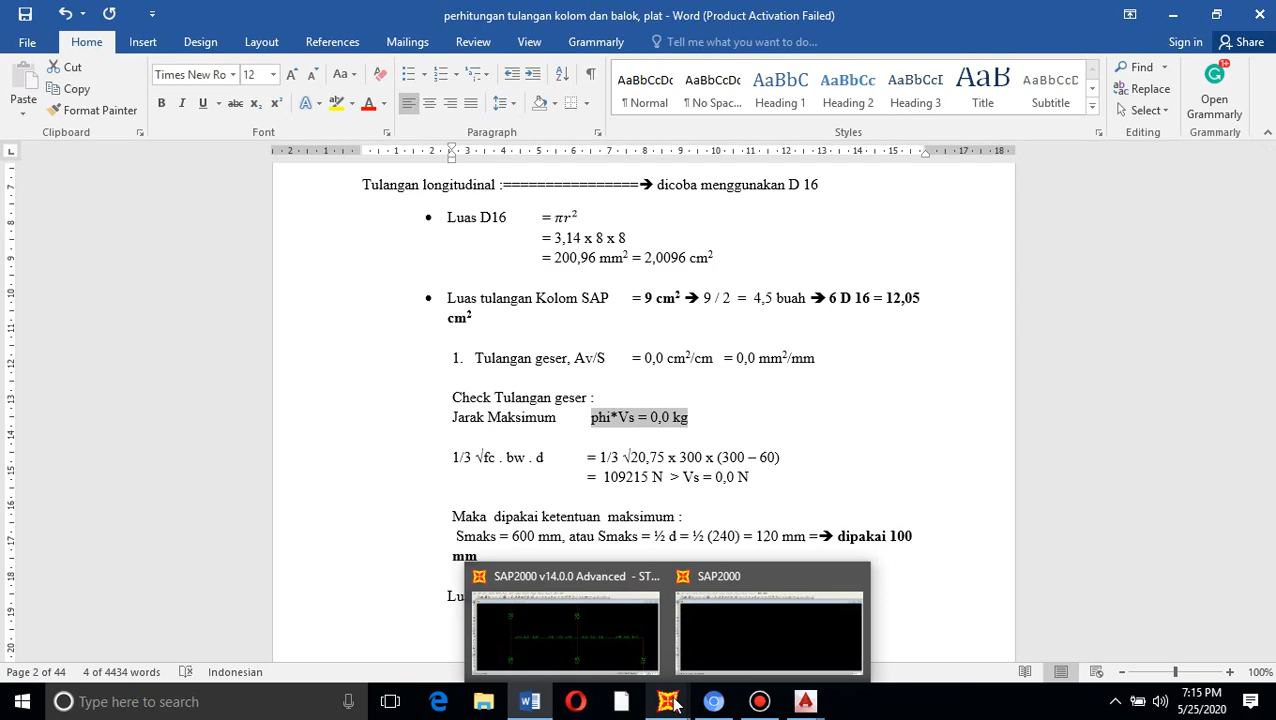 perhitungan tulangan kolom dan balok, plat - Word (Product Activation Failed)
File Home Insert Design Layout References Mailings Review View Grammarly Tell me what you want to do... Sign in Share
Paste
Cut
Copy
Format Painter
Clipboard
Times New Ro 12
B I U abc x₂ x² A A
Font
Paragraph
AaBbCcDc AaBbCcDc AaBbC AaBbCc AaBbCcD AaB AaBbCcD
¶ Normal ¶ No Spac... Heading 1 Heading 2 Heading 3 Title Subtitle
Styles
Find
Replace
Select
Editing
Open Grammarly
Grammarly
Tulangan longitudinal :================➔ dicoba menggunakan D 16
• Luas D16 = πr²
= 3,14 x 8 x 8
= 200,96 mm² = 2,0096 cm²
• Luas tulangan Kolom SAP = 9 cm² ➔ 9 / 2 = 4,5 buah ➔ 6 D 16 = 12,05
cm²
1. Tulangan geser, Av/S = 0,0 cm²/cm = 0,0 mm²/mm
Check Tulangan geser :
Jarak Maksimum phi*Vs = 0,0 kg
1/3 √fc . bw . d = 1/3 √20,75 x 300 x (300 – 60)
= 109215 N > Vs = 0,0 N
Maka dipakai ketentuan maksimum :
Smaks = 600 mm, atau Smaks = ½ d = ½ (240) = 120 mm =➔ dipakai 100
mm
Lu
SAP2000 v14.0.0 Advanced - ST... SAP2000
Page 2 of 44 4 of 4434 words Indonesian 100%
Type here to search
7:15 PM
5/25/2020